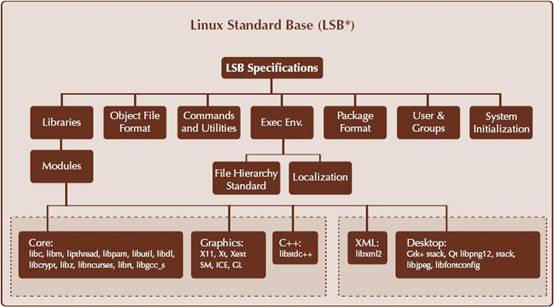 Linux Standard Base (LSB*)
LSB Specifications
Libraries
Object File
Format
Commands
and Utilities
Exec Env.
Package
Format
User &
Groups
System
Initialization
Modules
File Hierarchy
Standard
Localization
Core:
libc, libm, lipthread, libpam, libutil, libdl,
libcrypt, libz, libncurses, librt, libgcc_s
Graphics:
X11, Xt, Xext
SM, ICE, GL
C++:
libstdc++
XML:
libxml2
Desktop:
Gtk+ stack, Qt libpng12, stack,
libjpeg, libfontconfig